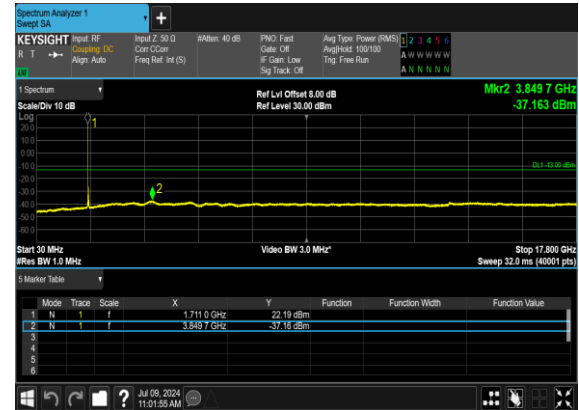 Spectrum Analyzer 1
Swept SA
+
KEYSIGHT
R T
Input: RF
Coupling: DC
Align: Auto
Input Z: 50 Ω
Corr CCorr
Freq Ref: Int (S)
#Atten: 40 dB
PNO: Fast
Gate: Off
IF Gain: Low
Sig Track: Off
Avg Type: Power (RMS)
Avg|Hold: 100/100
Trig: Free Run
1 2 3 4 5 6
A W W W W W
A N N N N N
1 Spectrum
Scale/Div 10 dB
Ref Lvl Offset 8.00 dB
Ref Level 30.00 dBm
Mkr2 3.849 7 GHz
-37.163 dBm
Log
20.0
10.0
0.00
-10.0
-20.0
-30.0
-40.0
-50.0
-60.0
1
2
DL1 -13.00 dBm
Start 30 MHz
#Res BW 1.0 MHz
Video BW 3.0 MHz*
Stop 17.800 GHz
Sweep 32.0 ms (40001 pts)
5 Marker Table
Mode Trace Scale X Y Function Function Width Function Value
1 N 1 f 1.711 0 GHz 22.19 dBm
2 N 1 f 3.849 7 GHz -37.16 dBm
3
4
5
6
?
Jul 09, 2024
11:01:55 AM